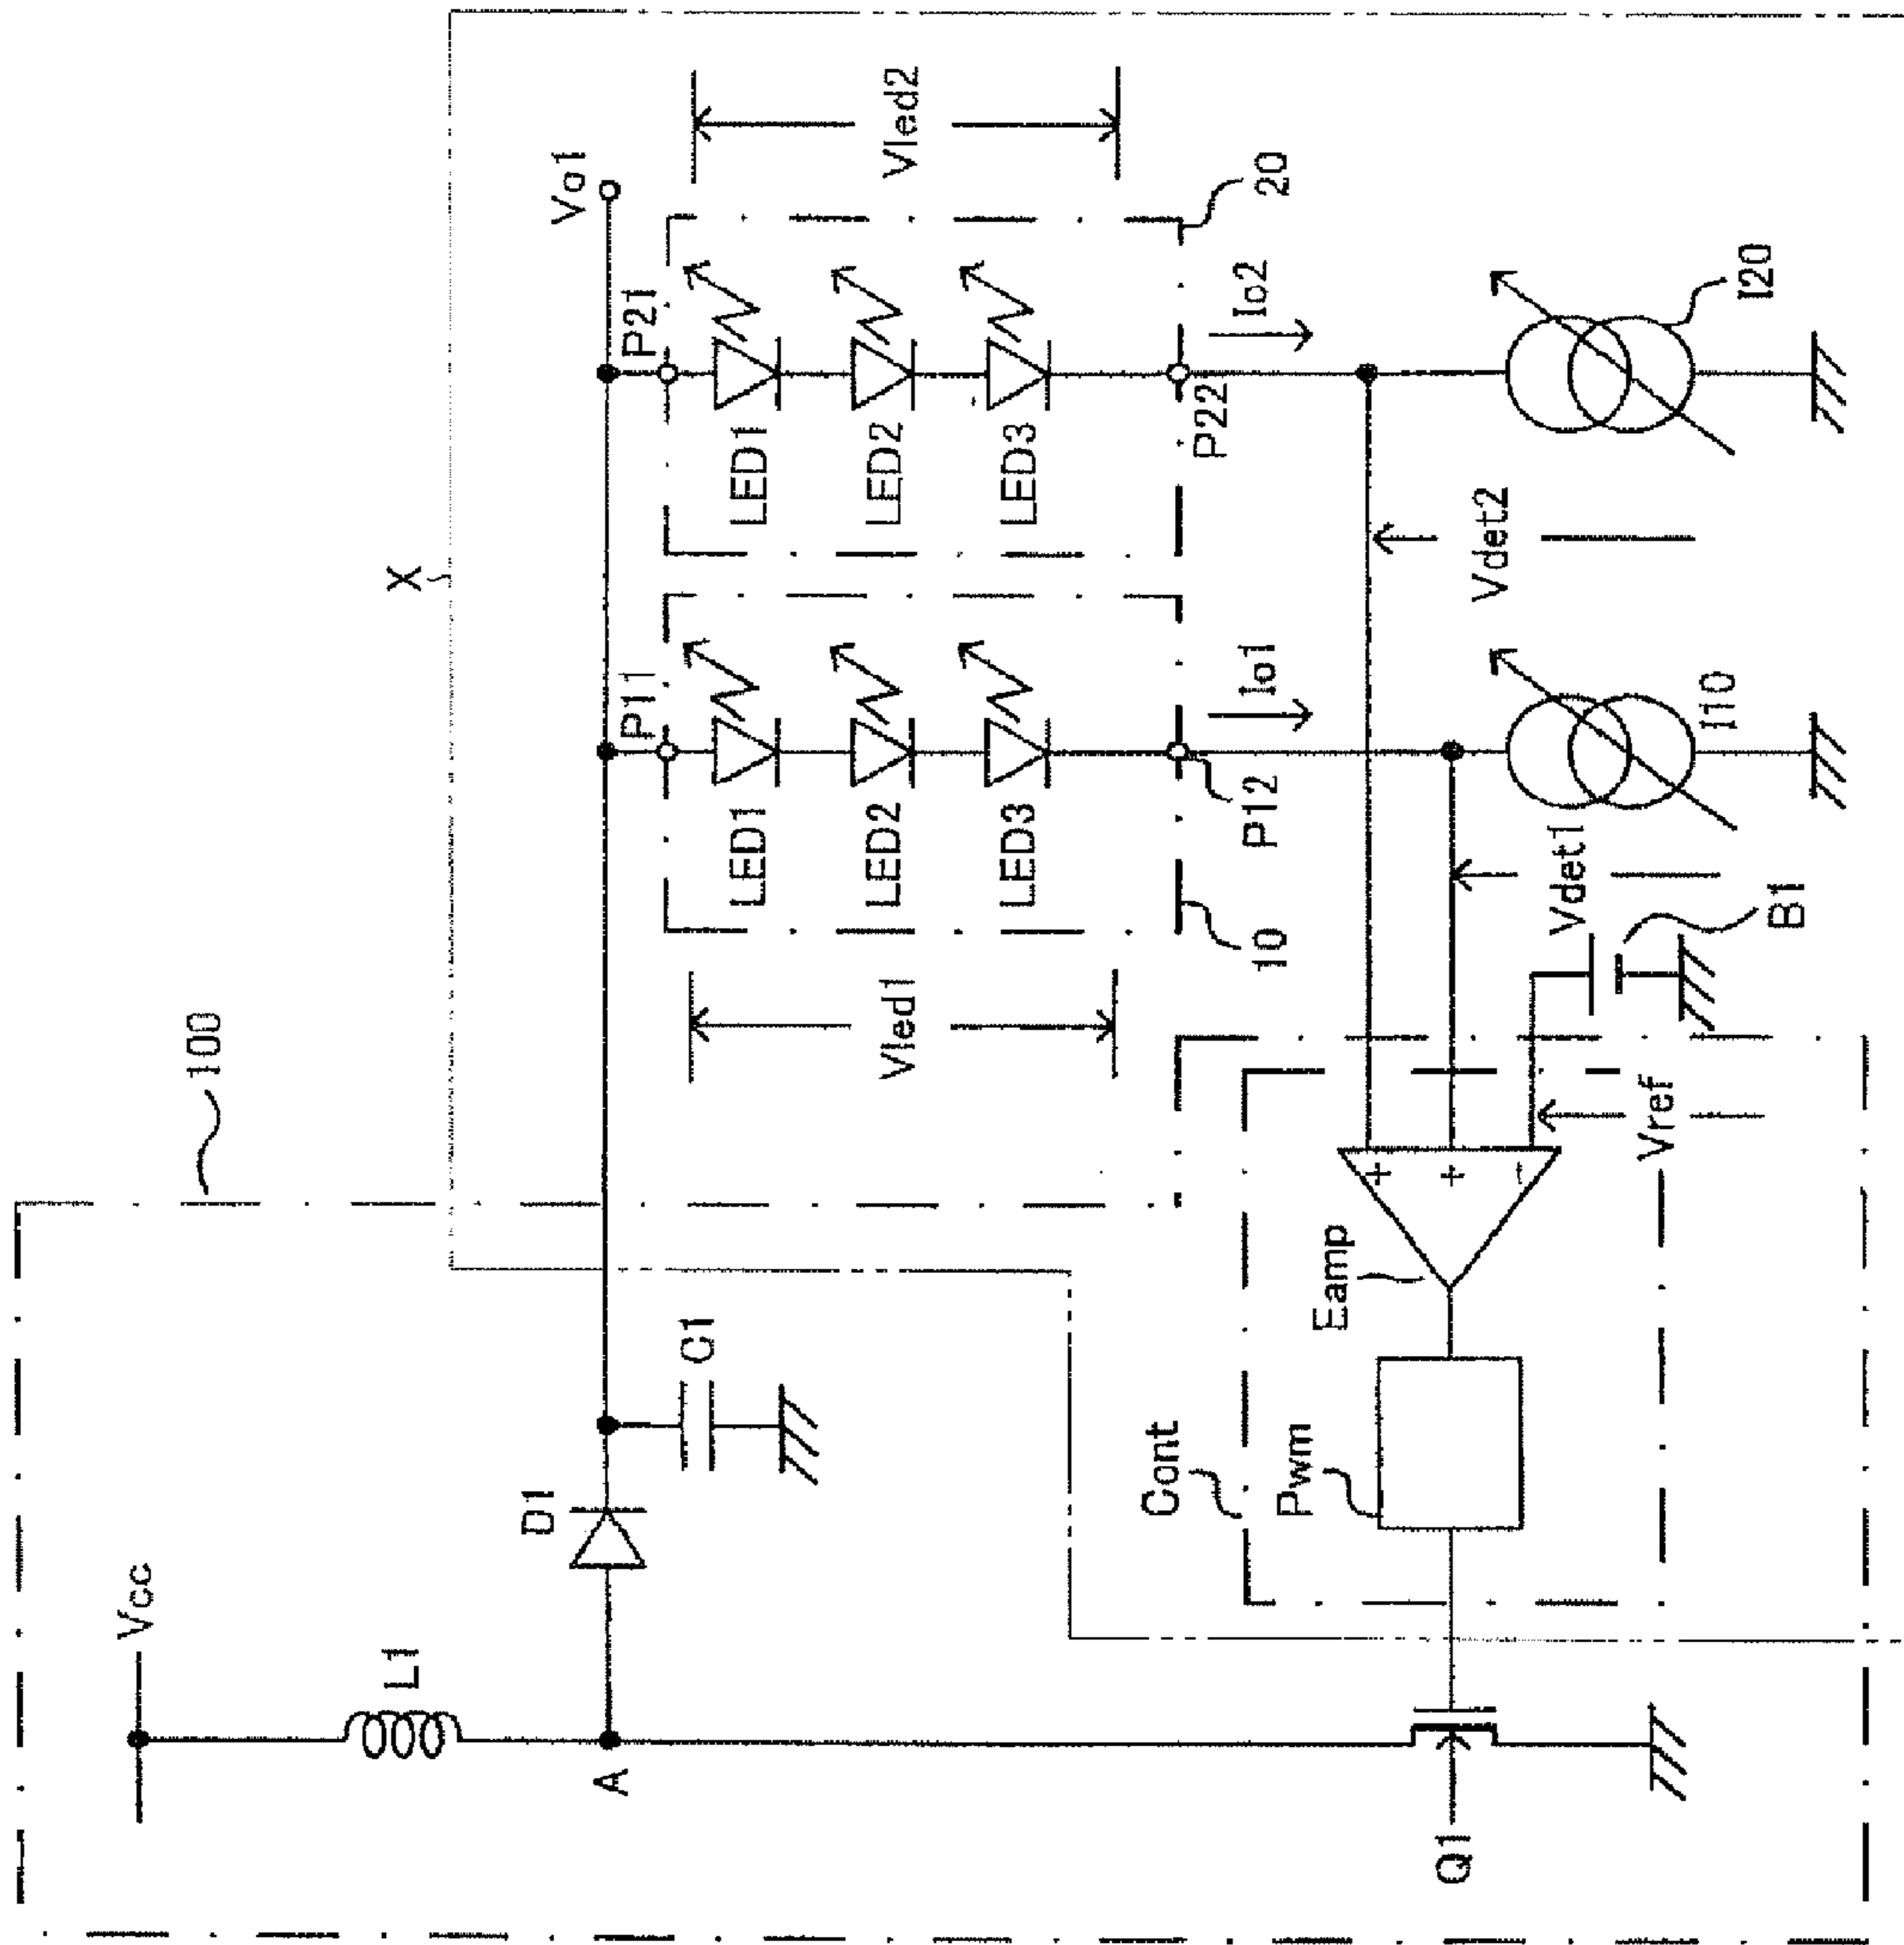 100
X
Vcc
L1
A
D1
C1
Vo1
P11
P21
LED1
LED2
LED3
LED1
LED2
LED3
Vled1
Vled2
10
20
P12
P22
Io1
Io2
Vdet1
Vdet2
I10
I20
B1
Vref
+
+
-
Eamp
Pwm
Cont
Q1